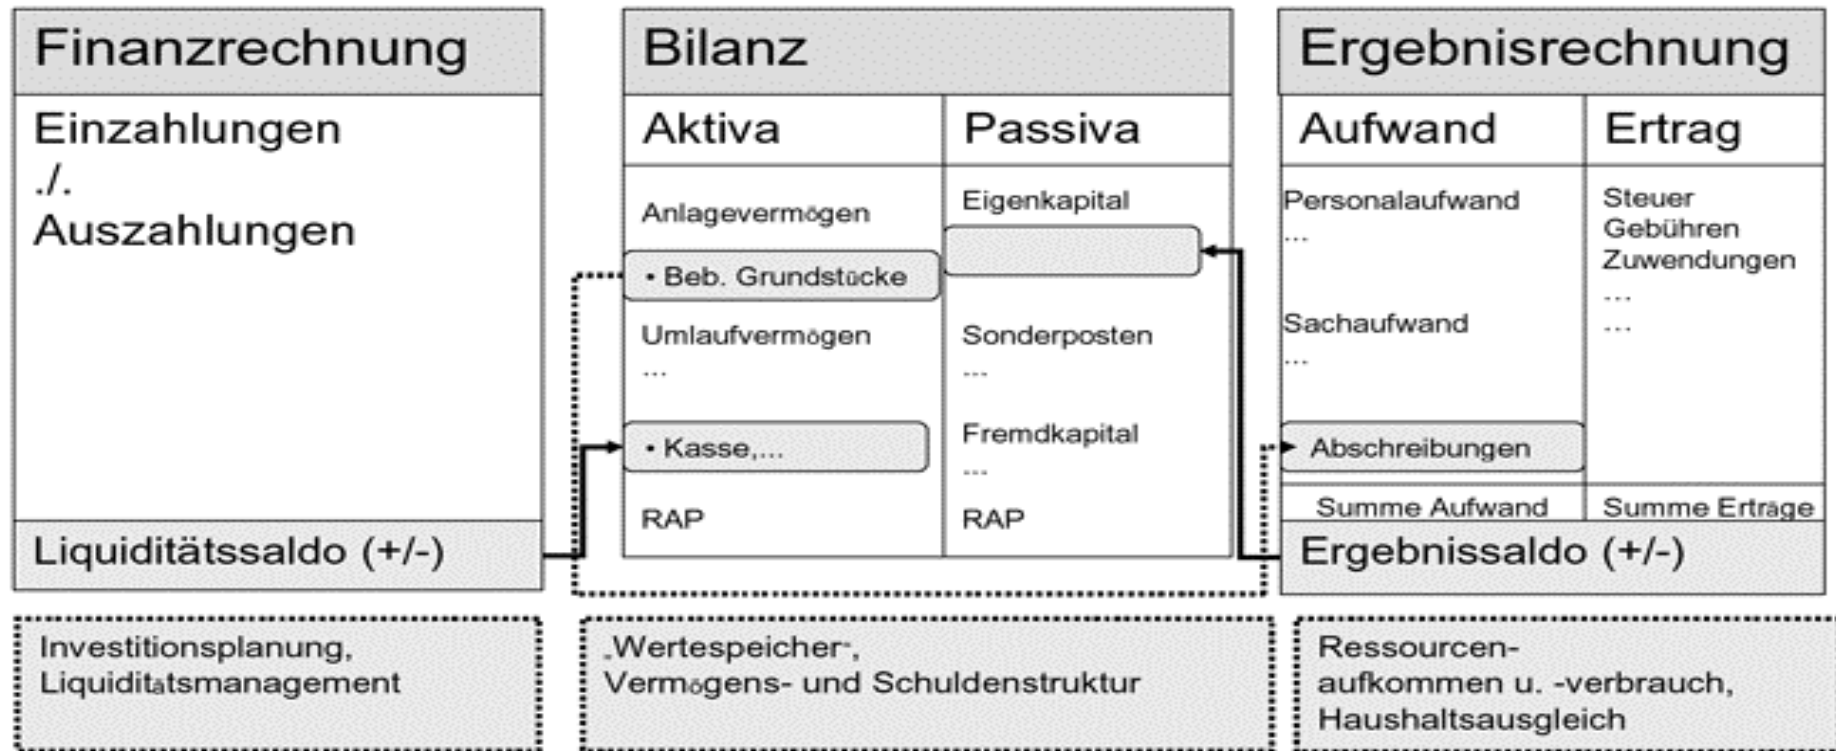 Finanzrechnung
Einzahlungen
./.
Auszahlungen
Liquiditätssaldo (+/-)
Investitionsplanung,
Liquiditätsmanagement
Bilanz
Aktiva
Anlagevermögen
• Beb. Grundstücke
Umlaufvermögen
...
• Kasse,...
RAP
Passiva
Eigenkapital
Sonderposten
...
Fremdkapital
...
RAP
„Wertespeicher“,
Vermögens- und Schuldenstruktur
Ergebnisrechnung
Aufwand
Personalaufwand
...
Sachaufwand
...
Abschreibungen
Summe Aufwand
Ertrag
Steuer
Gebühren
Zuwendungen
...
...
Summe Erträge
Ergebnissaldo (+/-)
Ressourcen-
aufkommen u. -verbrauch,
Haushaltsausgleich